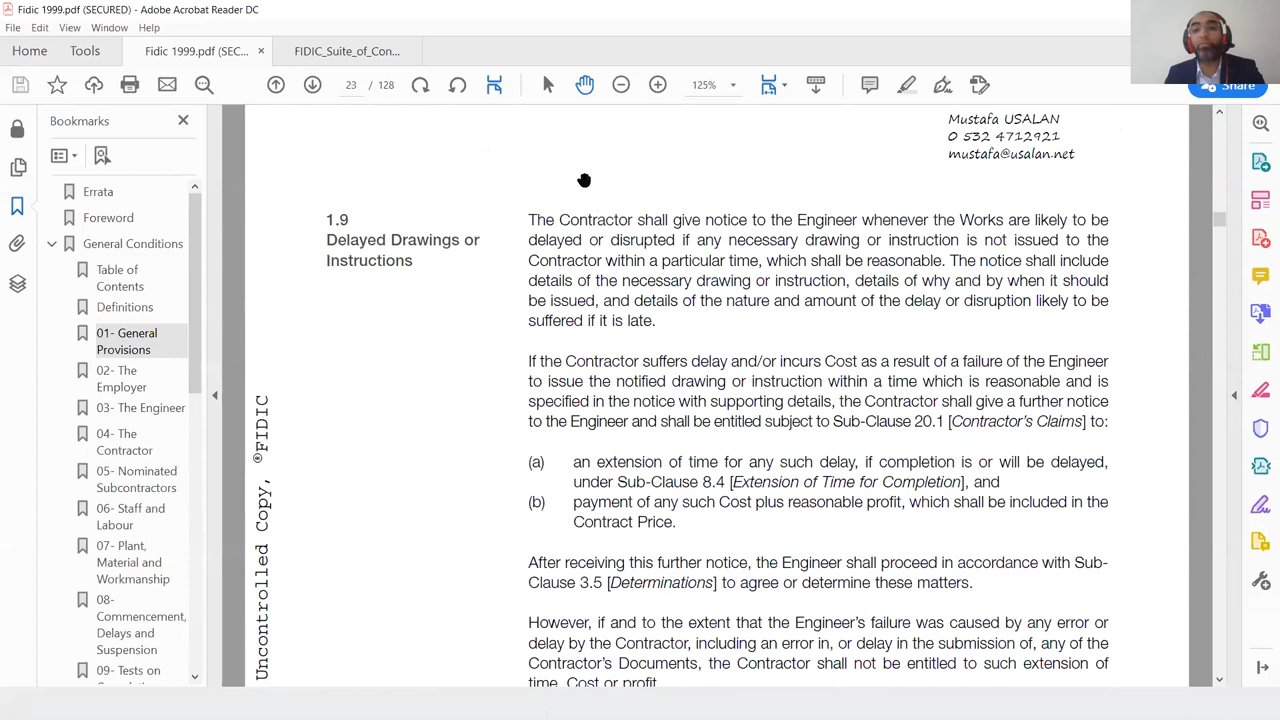 Fidic 1999.pdf (SECURED) - Adobe Acrobat Reader DC
File Edit View Window Help
Home Tools Fidic 1999.pdf (SEC... × FIDIC_Suite_of_Con...
23 / 128 125% Share
Bookmarks
Errata
Foreword
General Conditions
Table of
Contents
Definitions
01- General
Provisions
02- The
Employer
03- The Engineer
04- The
Contractor
05- Nominated
Subcontractors
06- Staff and
Labour
07- Plant,
Material and
Workmanship
08-
Commencement,
Delays and
Suspension
09- Tests on
Uncontrolled Copy, ®FIDIC
Mustafa USALAN
0 532 4712921
mustafa@usalan.net
1.9
Delayed Drawings or
Instructions
The Contractor shall give notice to the Engineer whenever the Works are likely to be
delayed or disrupted if any necessary drawing or instruction is not issued to the
Contractor within a particular time, which shall be reasonable. The notice shall include
details of the necessary drawing or instruction, details of why and by when it should
be issued, and details of the nature and amount of the delay or disruption likely to be
suffered if it is late.
If the Contractor suffers delay and/or incurs Cost as a result of a failure of the Engineer
to issue the notified drawing or instruction within a time which is reasonable and is
specified in the notice with supporting details, the Contractor shall give a further notice
to the Engineer and shall be entitled subject to Sub-Clause 20.1 [Contractor's Claims] to:
(a) an extension of time for any such delay, if completion is or will be delayed,
under Sub-Clause 8.4 [Extension of Time for Completion], and
(b) payment of any such Cost plus reasonable profit, which shall be included in the
Contract Price.
After receiving this further notice, the Engineer shall proceed in accordance with Sub-
Clause 3.5 [Determinations] to agree or determine these matters.
However, if and to the extent that the Engineer's failure was caused by any error or
delay by the Contractor, including an error in, or delay in the submission of, any of the
Contractor's Documents, the Contractor shall not be entitled to such extension of
time, Cost or profit